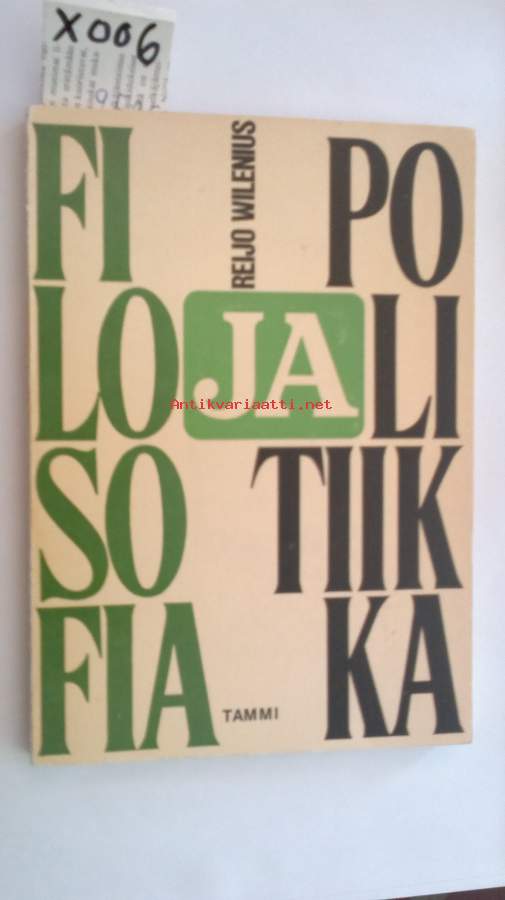 X006
REIJO WILENIUS
FI
LO
SO
FIA
JA
PO
LI
TIIK
KA
Antikvariaatti.net
TAMMI